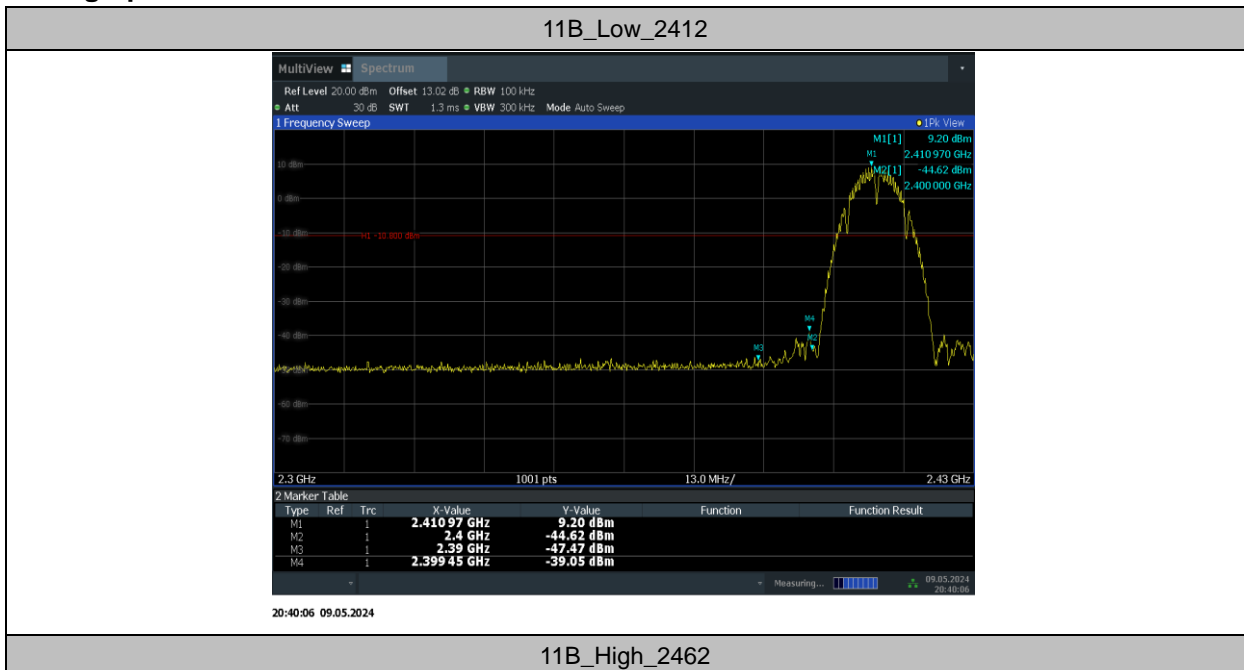 11B_Low_2412
MultiView Spectrum
Ref Level 20.00 dBm Offset 13.02 dB RBW 100 kHz
Att 30 dB SWT 1.3 ms VBW 300 kHz Mode Auto Sweep
1 Frequency Sweep 1Pk View
M1[1] 9.20 dBm
M1 2.410970 GHz
10 dBm
M2[1] -44.62 dBm
2.400000 GHz
0 dBm
-10 dBm H1 -10.800 dBm
-20 dBm
-30 dBm
M4
-40 dBm
M2
M3
-50 dBm
-60 dBm
-70 dBm
2.3 GHz 1001 pts 13.0 MHz/ 2.43 GHz
2 Marker Table
Type Ref Trc X-Value Y-Value Function Function Result
M1 1 2.410 97 GHz 9.20 dBm
M2 1 2.4 GHz -44.62 dBm
M3 1 2.39 GHz -47.47 dBm
M4 1 2.399 45 GHz -39.05 dBm
Measuring... 09.05.2024
20:40:06
20:40:06 09.05.2024
11B_High_2462